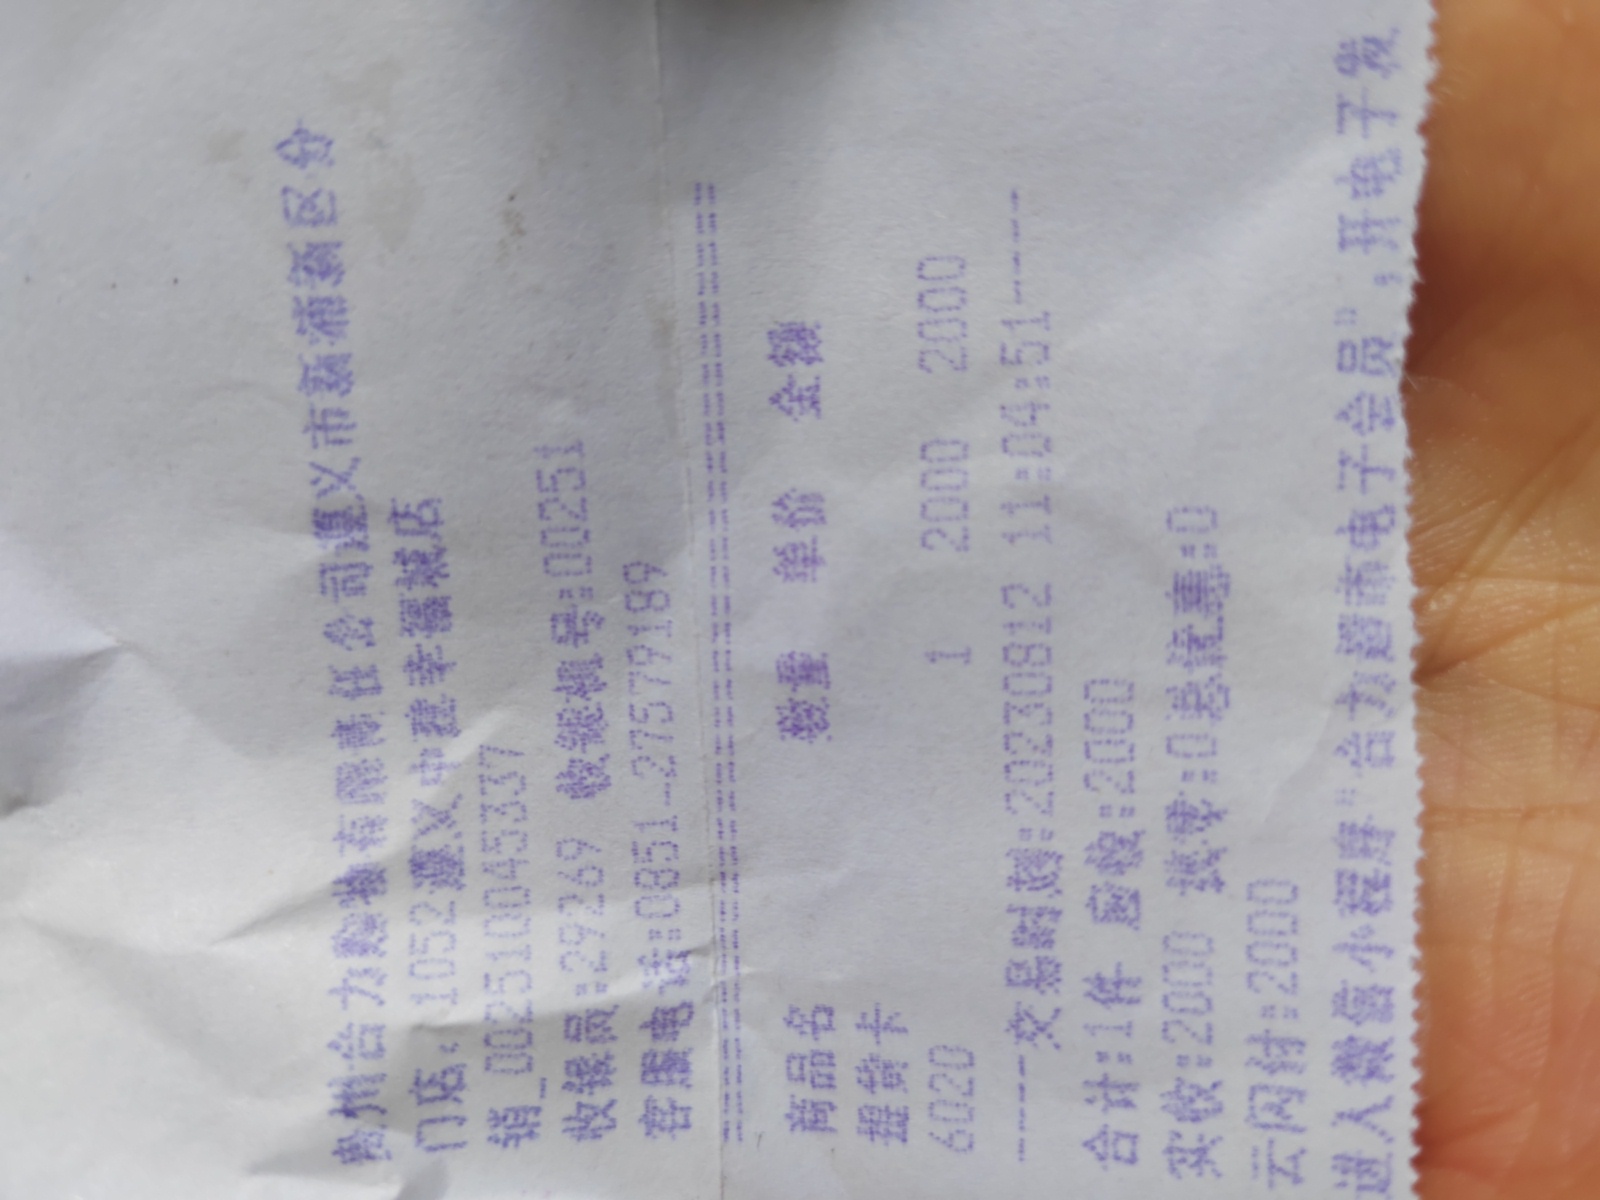 贵州合力购物有限责任公司遵义市新蒲新区分
门店: 1052遵义中建幸福城店
销_002510045337
收银员:29269 收银机号:00251
客服电话:0851-27579189
商品名 数量 单价 金额
提货卡
6020 1 2000 2000
-----交易时刻:20230812 11:04:51-----
合计:1件 应收:2000
实收:2000 找零:0总优惠:0
云闪付:2000
进入微信小程序"合力超市电子会员",开电子发